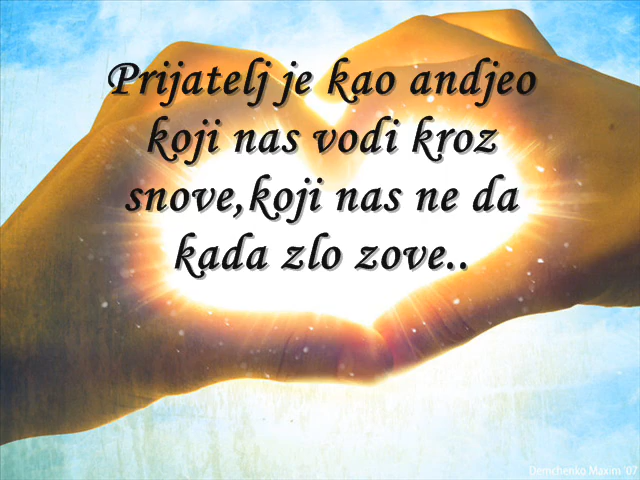 Prijatelj je kao andjeo
koji nas vodi kroz
snove,koji nas ne da
kada zlo zove..
Demchenko Maxim '07